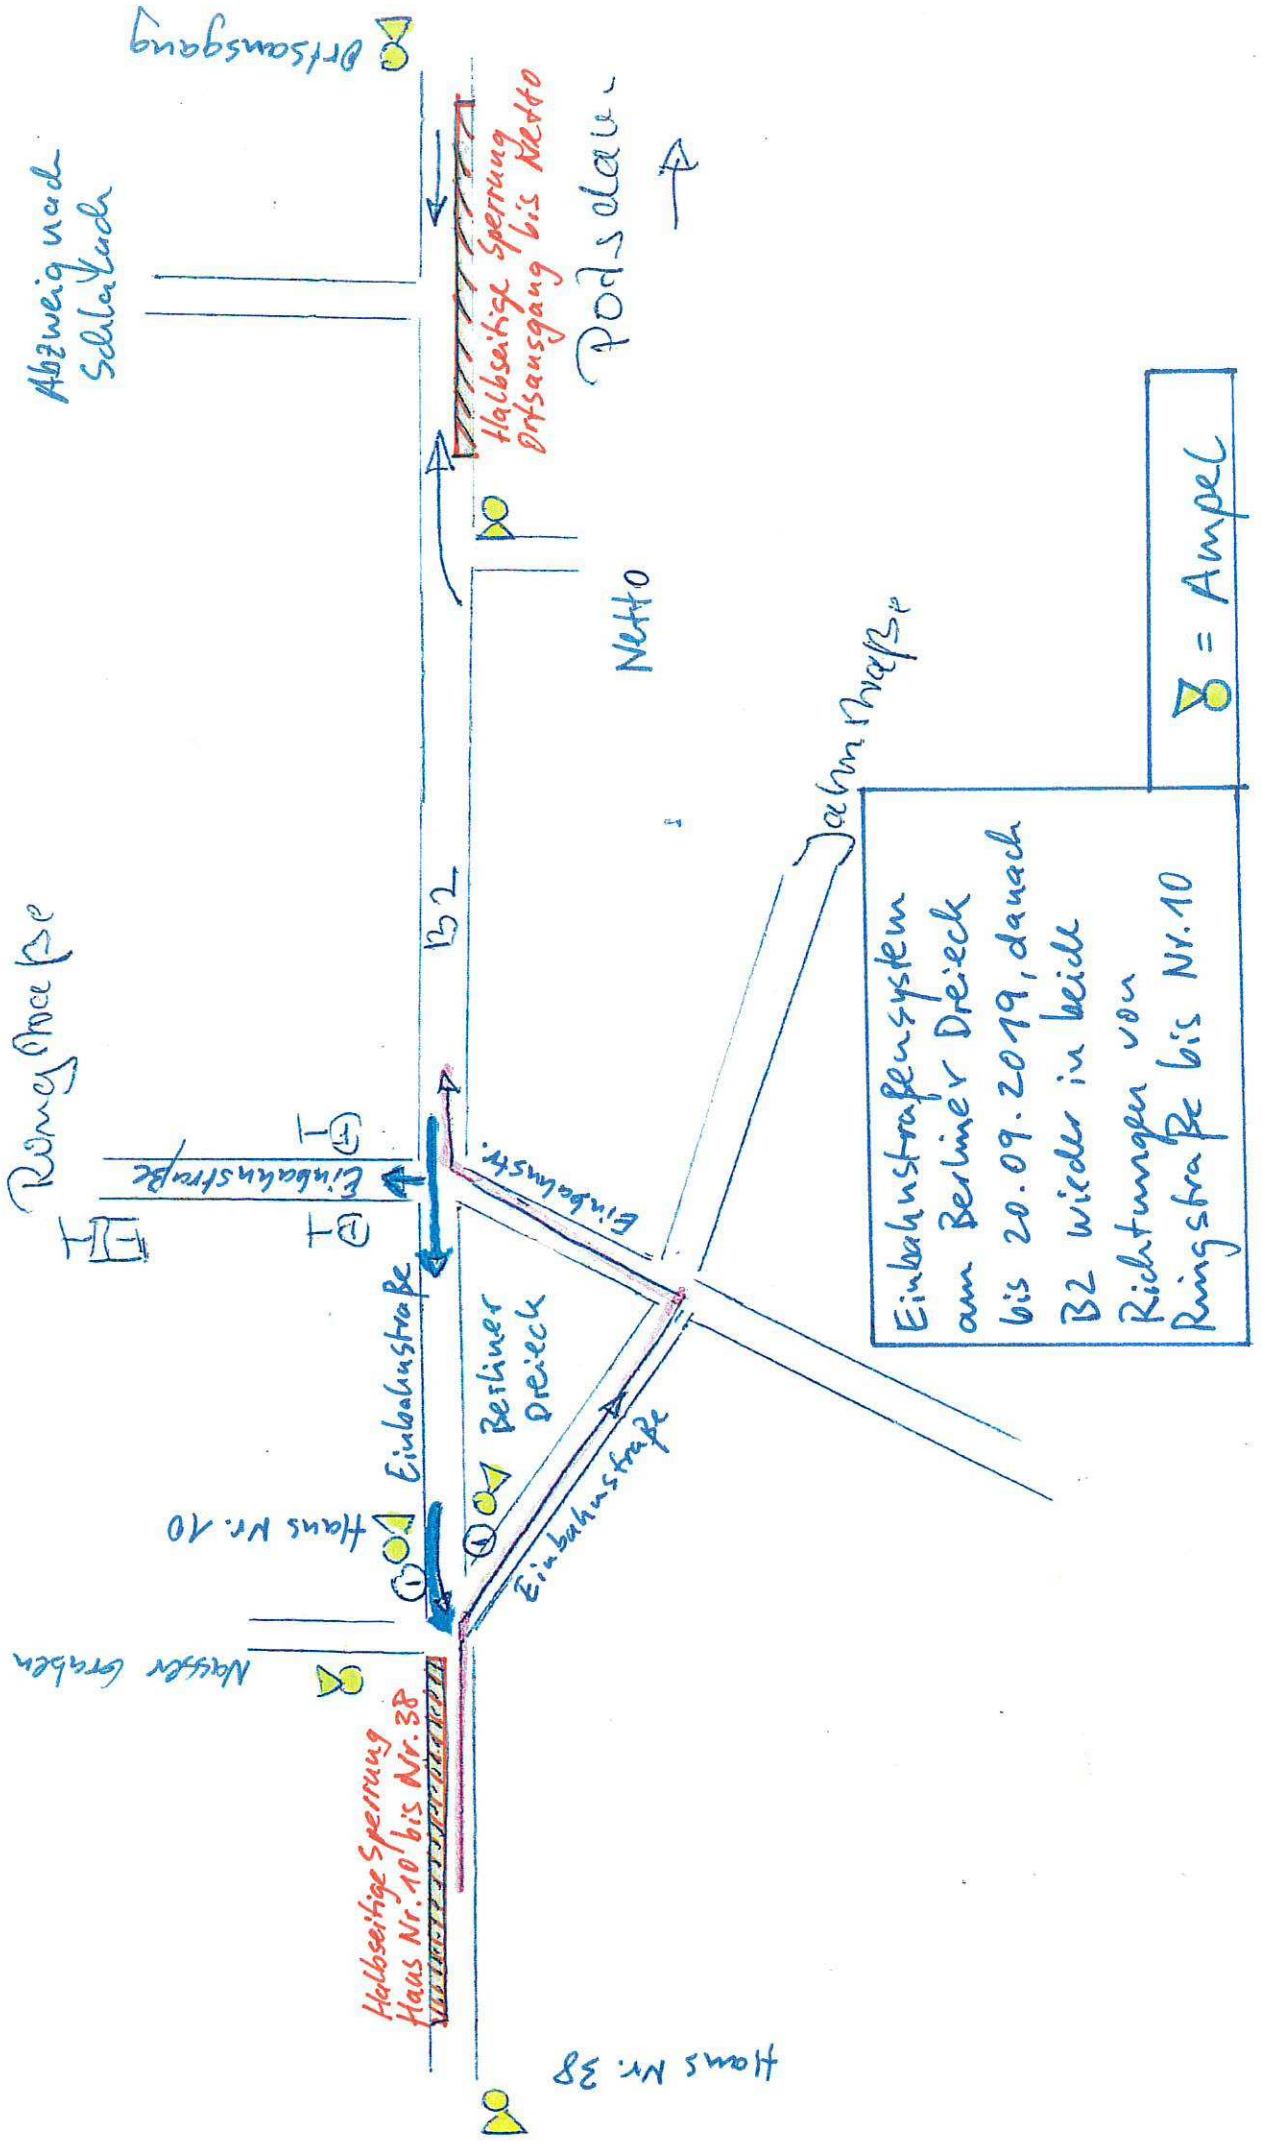 Nasser Graben
Haus Nr. 10
Ringstraße
Abzweig nach
Schlalach
Ortsausgang
Einbahnstraße
Halbseitige Sperrung
Haus Nr. 10 bis Nr. 38
Einbahnstraße
B2
Halbseitige Sperrung
Ortsausgang bis Netto
Haus Nr. 38
Berliner
Dreieck
Einbahnstr.
Einbahnstraße
Netto
Potsdam
Jahnstraße
Einbahnstraßensystem
am Berliner Dreieck
bis 20.09.2019, danach
B2 wieder in beide
Richtungen von
Ringstraße bis Nr. 10
= Ampel